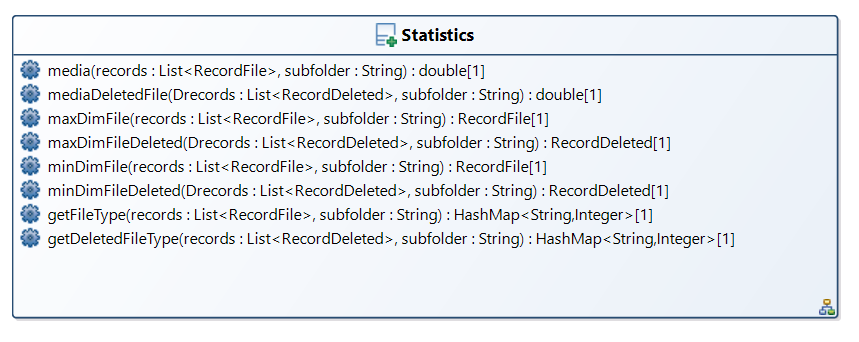 Statistics
media(records : List<RecordFile>, subfolder : String) : double[1]
mediaDeletedFile(Drecords : List<RecordDeleted>, subfolder : String) : double[1]
maxDimFile(records : List<RecordFile>, subfolder : String) : RecordFile[1]
maxDimFileDeleted(Drecords : List<RecordDeleted>, subfolder : String) : RecordDeleted[1]
minDimFile(records : List<RecordFile>, subfolder : String) : RecordFile[1]
minDimFileDeleted(Drecords : List<RecordDeleted>, subfolder : String) : RecordDeleted[1]
getFileType(records : List<RecordFile>, subfolder : String) : HashMap<String,Integer>[1]
getDeletedFileType(records : List<RecordDeleted>, subfolder : String) : HashMap<String,Integer>[1]